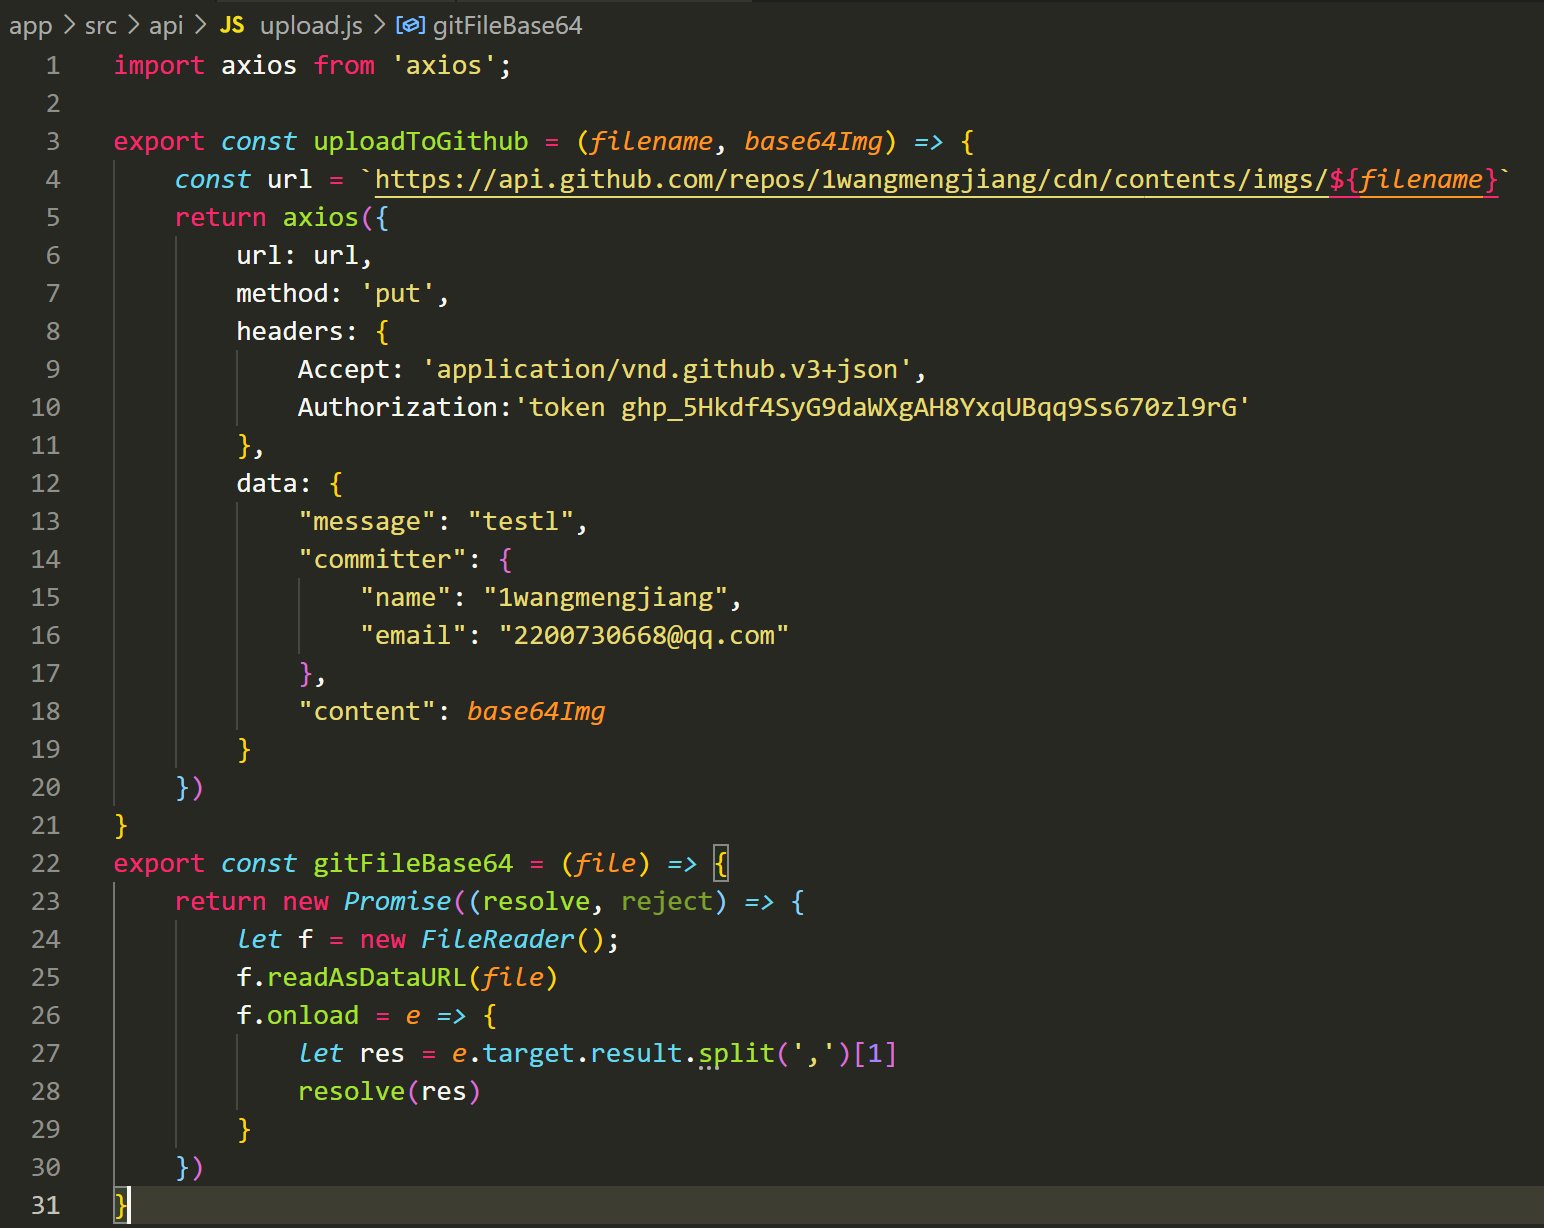 app > src > api > JS upload.js > gitFileBase64
1 import axios from 'axios';
2
3 export const uploadToGithub = (filename, base64Img) => {
4 const url = `https://api.github.com/repos/1wangmengjiang/cdn/contents/imgs/${filename}`
5 return axios({
6 url: url,
7 method: 'put',
8 headers: {
9 Accept: 'application/vnd.github.v3+json',
10 Authorization:'token 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'
11 },
12 data: {
13 "message": "testl",
14 "committer": {
15 "name": "1wangmengjiang",
16 "email": "2200730668@qq.com"
17 },
18 "content": base64Img
19 }
20 })
21 }
22 export const gitFileBase64 = (file) => {
23 return new Promise((resolve, reject) => {
24 let f = new FileReader();
25 f.readAsDataURL(file)
26 f.onload = e => {
27 let res = e.target.result.split(',')[1]
28 resolve(res)
29 }
30 })
31 }